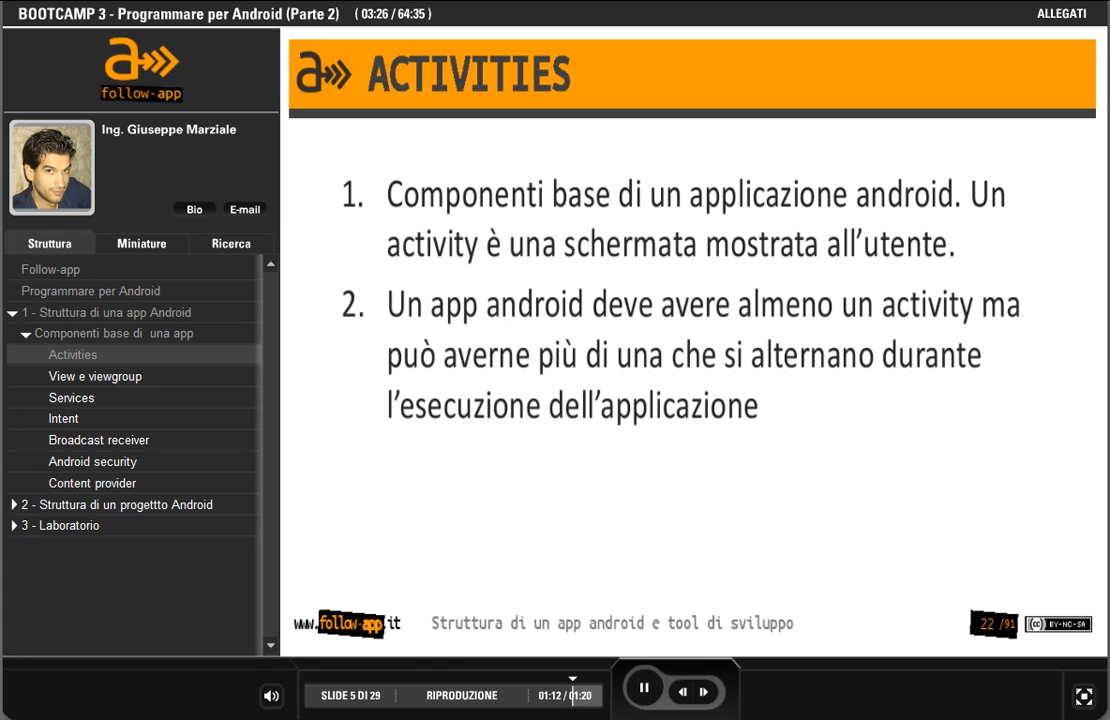 BOOTCAMP 3 - Programmare per Android (Parte 2) ( 03:26 / 64:35 )
ALLEGATI
a
follow-app
Ing. Giuseppe Marziale
Bio
E-mail
Struttura
Miniature
Ricerca
Follow-app
Programmare per Android
1 - Struttura di una app Android
Componenti base di una app
Activities
View e viewgroup
Services
Intent
Broadcast receiver
Android security
Content provider
2 - Struttura di un progettto Android
3 - Laboratorio
a ACTIVITIES
1. Componenti base di un applicazione android. Un
activity è una schermata mostrata all’utente.
2. Un app android deve avere almeno un activity ma
può averne più di una che si alternano durante
l’esecuzione dell’applicazione
www.follow-app.it
Struttura di un app android e tool di sviluppo
22 /91
cc BY-NC-SA
SLIDE 5 DI 29
RIPRODUZIONE
01:12 / 01:20